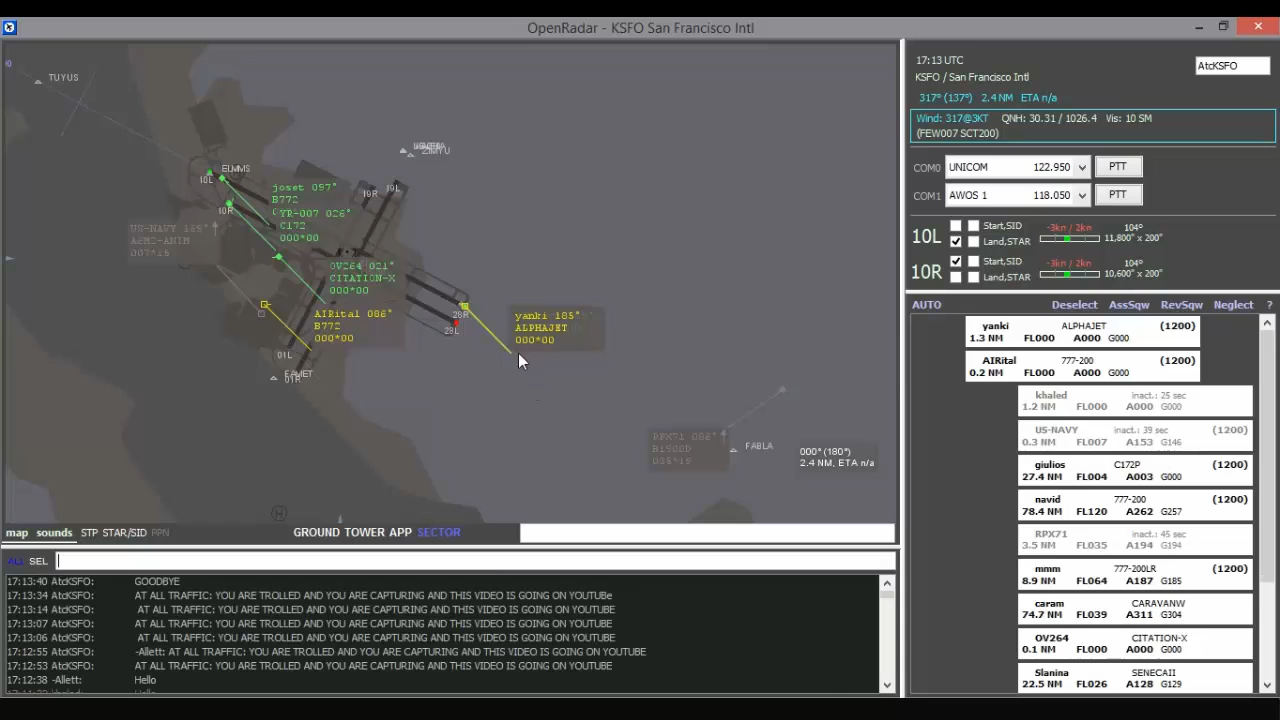 OpenRadar - KSFO San Francisco Intl
TUYUS
ELMMS
10L
10R
ZIMYU
19R
19L
joset 057°
B772
YR-007 026°
C172
000*00
US-NAVY 185°
007*15
OV264 021°
CITATION-X
000*00
AIRital 086°
B772
000*00
28R
28L
yanki 185°
ALPHAJET
000*00
01L
01R
RPX71 086°
B1900D
FABLA
000° (180°)
2.4 NM, ETA n/a
map sounds STP STAR/SID PPN
GROUND TOWER APP SECTOR
ALL SEL
17:13:40 AtcKSFO: GOODBYE
17:13:34 AtcKSFO: AT ALL TRAFFIC: YOU ARE TROLLED AND YOU ARE CAPTURING AND THIS VIDEO IS GOING ON YOUTUBe
17:13:14 AtcKSFO: AT ALL TRAFFIC: YOU ARE TROLLED AND YOU ARE CAPTURING AND THIS VIDEO IS GOING ON YOUTUBE
17:13:07 AtcKSFO: AT ALL TRAFFIC: YOU ARE TROLLED AND YOU ARE CAPTURING AND THIS VIDEO IS GOING ON YOUTUBE
17:13:06 AtcKSFO: AT ALL TRAFFIC: YOU ARE TROLLED AND YOU ARE CAPTURING AND THIS VIDEO IS GOING ON YOUTUBE
17:12:55 AtcKSFO: -Allett: AT ALL TRAFFIC: YOU ARE TROLLED AND YOU ARE CAPTURING AND THIS VIDEO IS GOING ON YOUTUBE
17:12:53 AtcKSFO: AT ALL TRAFFIC: YOU ARE TROLLED AND YOU ARE CAPTURING AND THIS VIDEO IS GOING ON YOUTUBE
17:12:38 -Allett: Hello
17:13 UTC
AtcKSFO
KSFO / San Francisco Intl
317° (137°) 2.4 NM ETA n/a
Wind: 317@3KT QNH: 30.31 / 1026.4 Vis: 10 SM
(FEW007 SCT200)
COM0 UNICOM 122.950 PTT
COM1 AWOS 1 118.050 PTT
10L Start,SID -3kn / 2kn 104°
Land,STAR 11,800" x 200"
10R Start,SID -3kn / 2kn 104°
Land,STAR 10,600" x 200"
AUTO Deselect AssSqw RevSqw Neglect ?
yanki ALPHAJET (1200)
1.3 NM FL000 A000 G000
AIRital 777-200 (1200)
0.2 NM FL000 A000 G000
khaled inact.: 25 sec
1.2 NM FL000 A000 G000
US-NAVY inact.: 39 sec (1200)
0.3 NM FL007 A153 G146
giulios C172P (1200)
27.4 NM FL004 A003 G000
navid 777-200 (1200)
78.4 NM FL120 A262 G257
RPX71 inact.: 45 sec
3.5 NM FL035 A194 G194
mmm 777-200LR (1200)
8.9 NM FL064 A187 G185
caram CARAVANW
74.7 NM FL039 A311 G304
OV264 CITATION-X
0.1 NM FL000 A000 G000
Slanina SENECAII
22.5 NM FL026 A128 G129